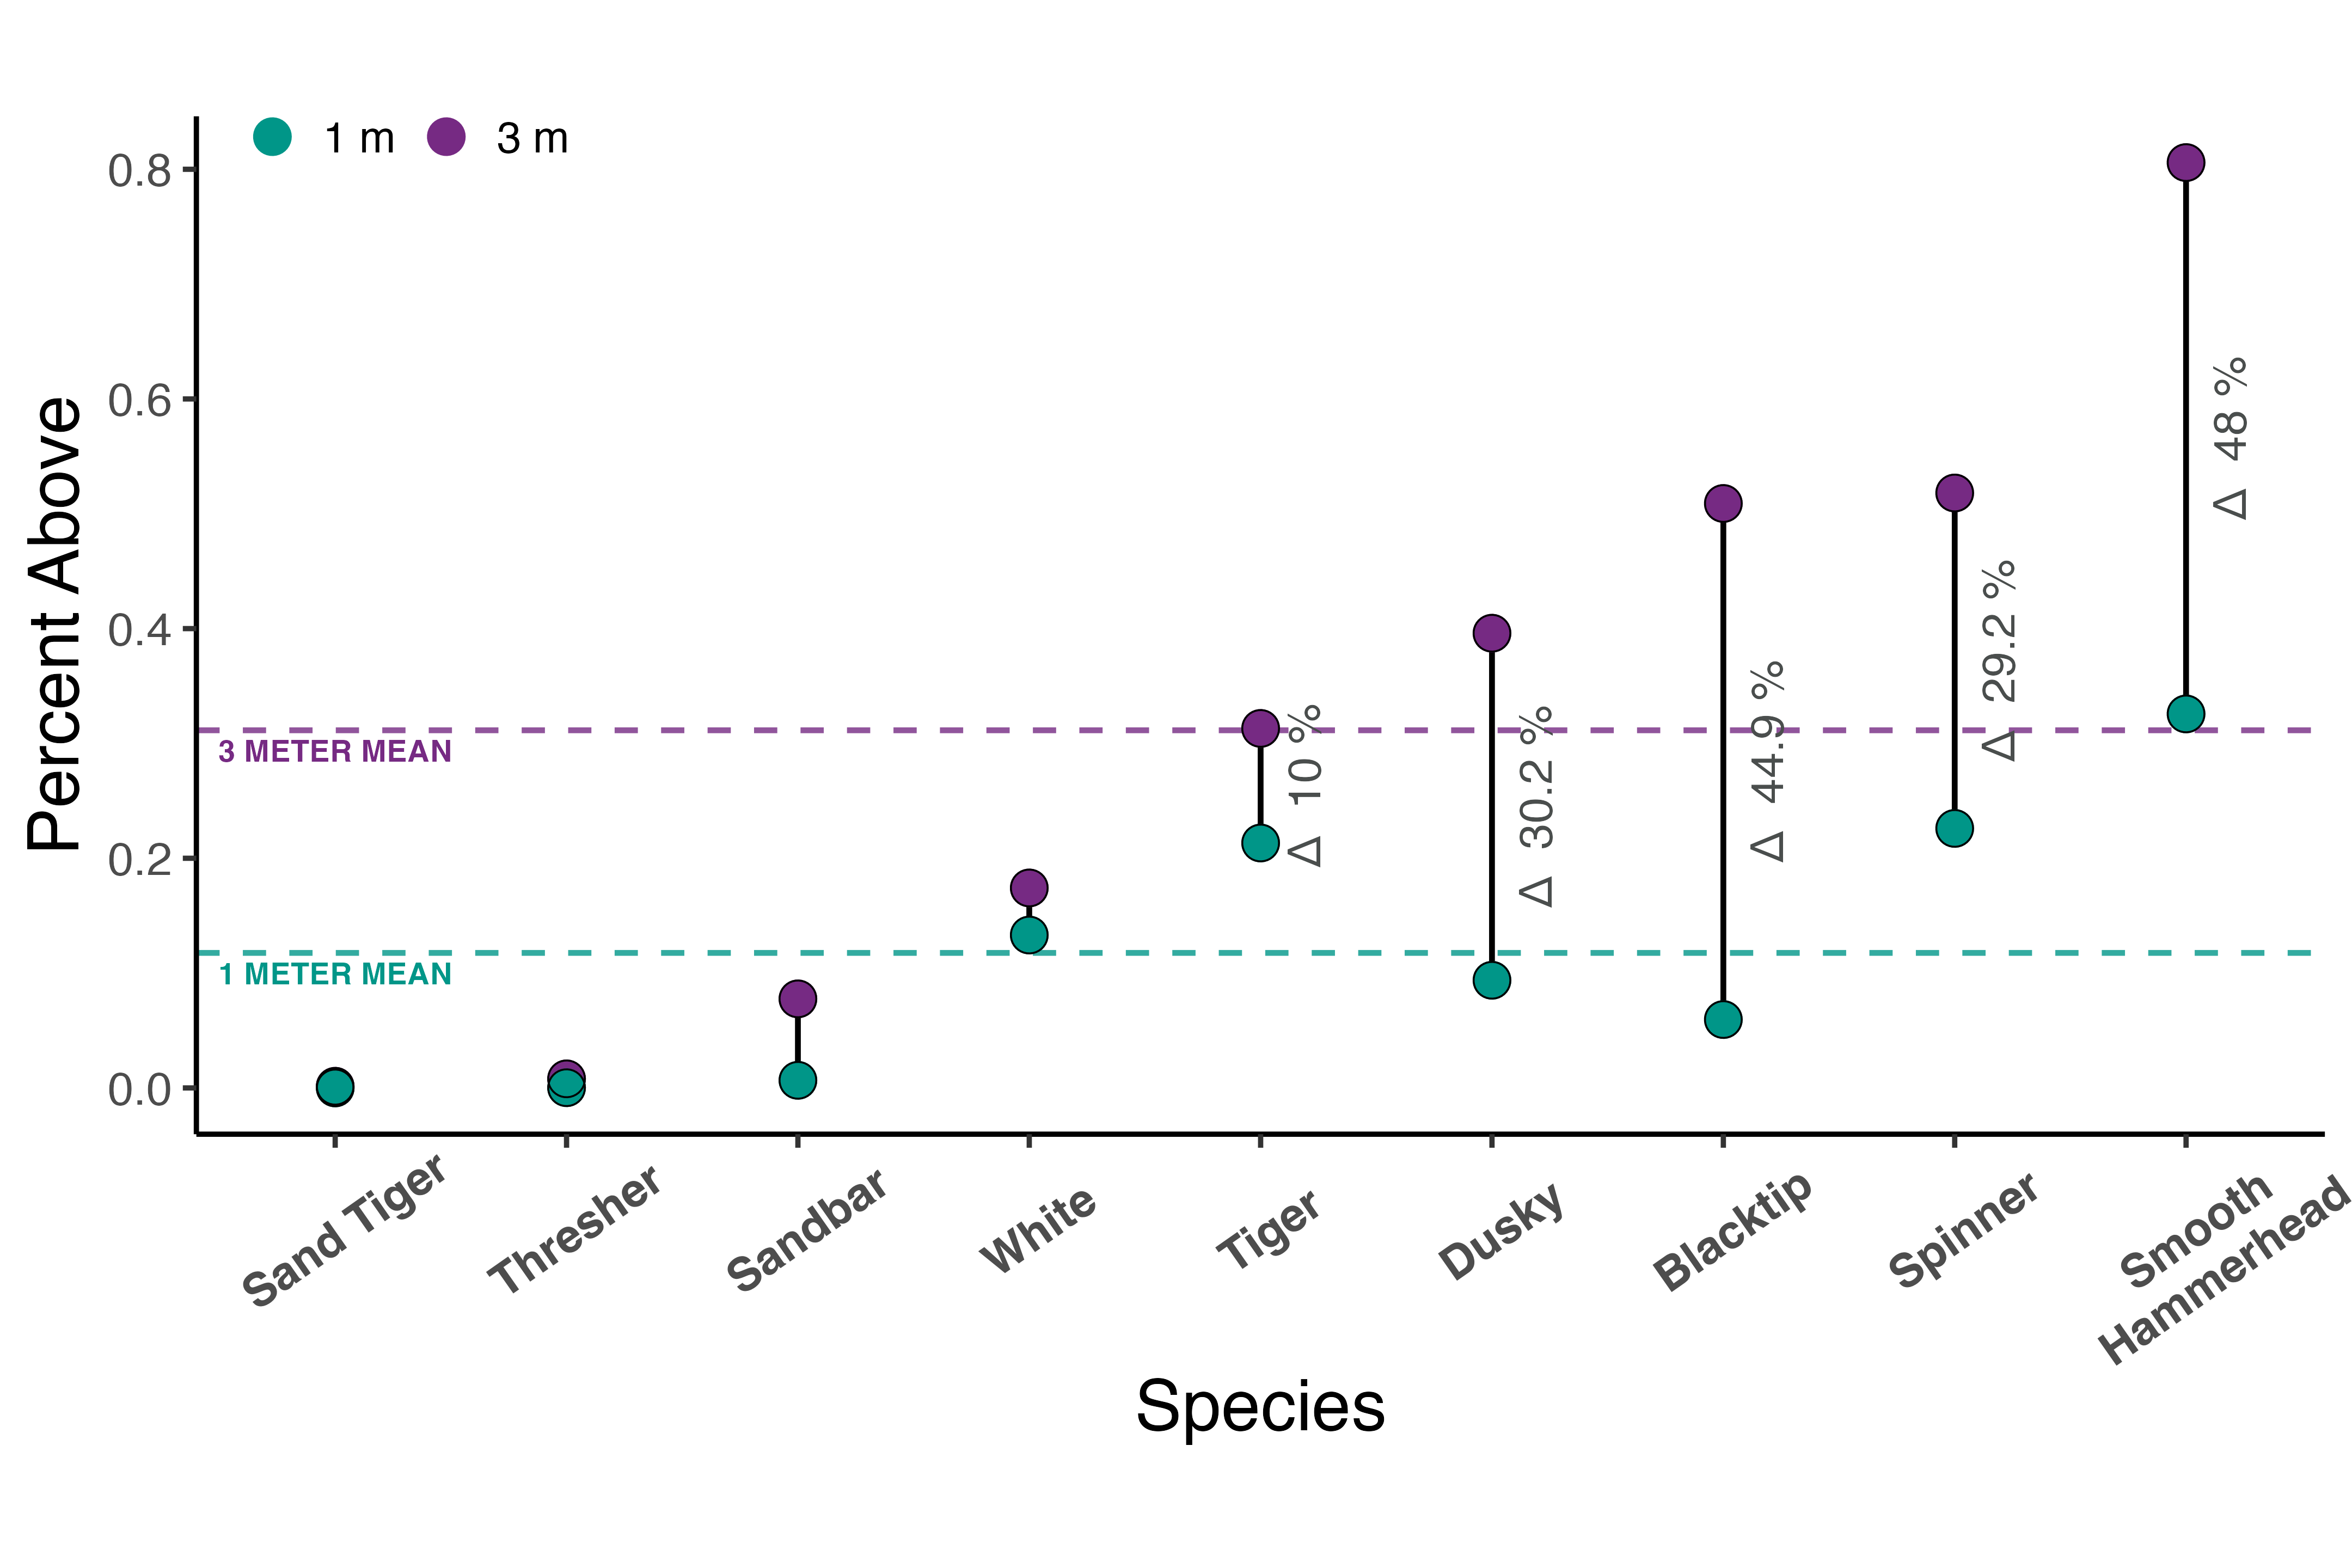 1 m
3 m
Percent Above
0.8
0.6
0.4
0.2
0.0
3 METER MEAN
1 METER MEAN
Δ 10 %
Δ 30.2 %
Δ 44.9 %
Δ 29.2 %
Δ 48 %
Sand Tiger
Thresher
Sandbar
White
Tiger
Dusky
Blacktip
Spinner
Smooth
Hammerhead
Species